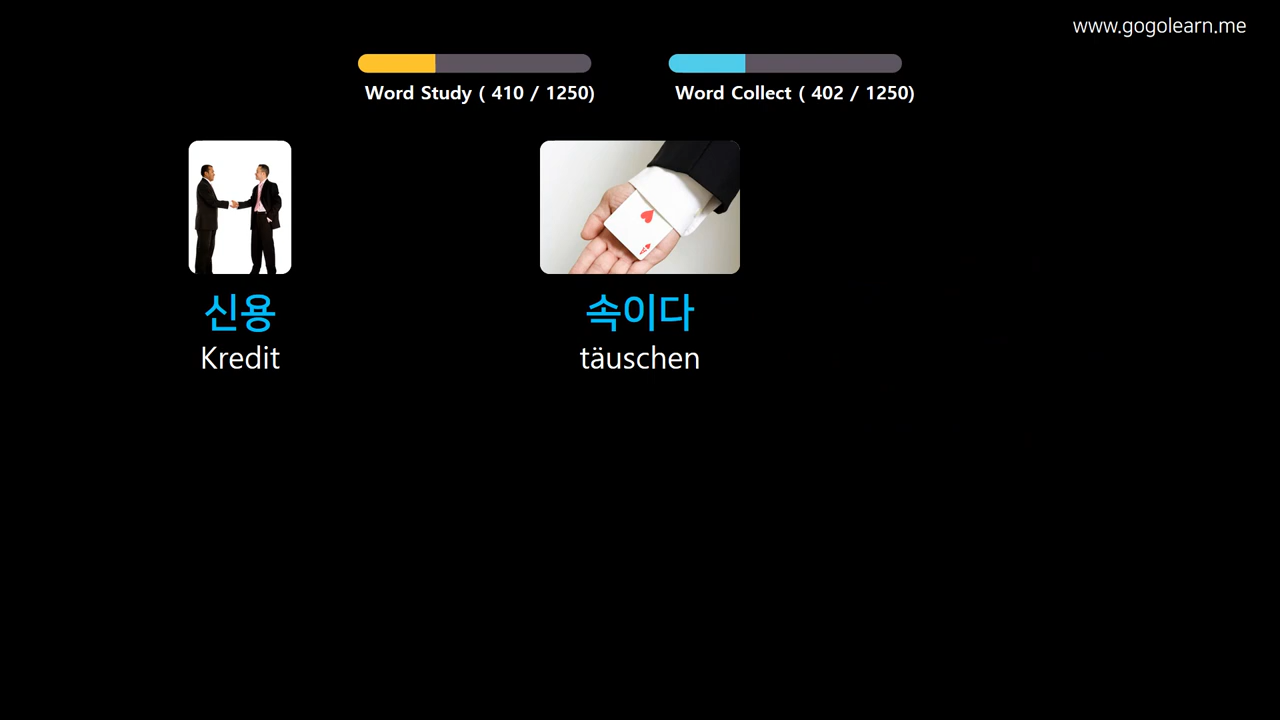 www.gogolearn.me
Word Study ( 410 / 1250)
Word Collect ( 402 / 1250)
신용
Kredit
속이다
täuschen